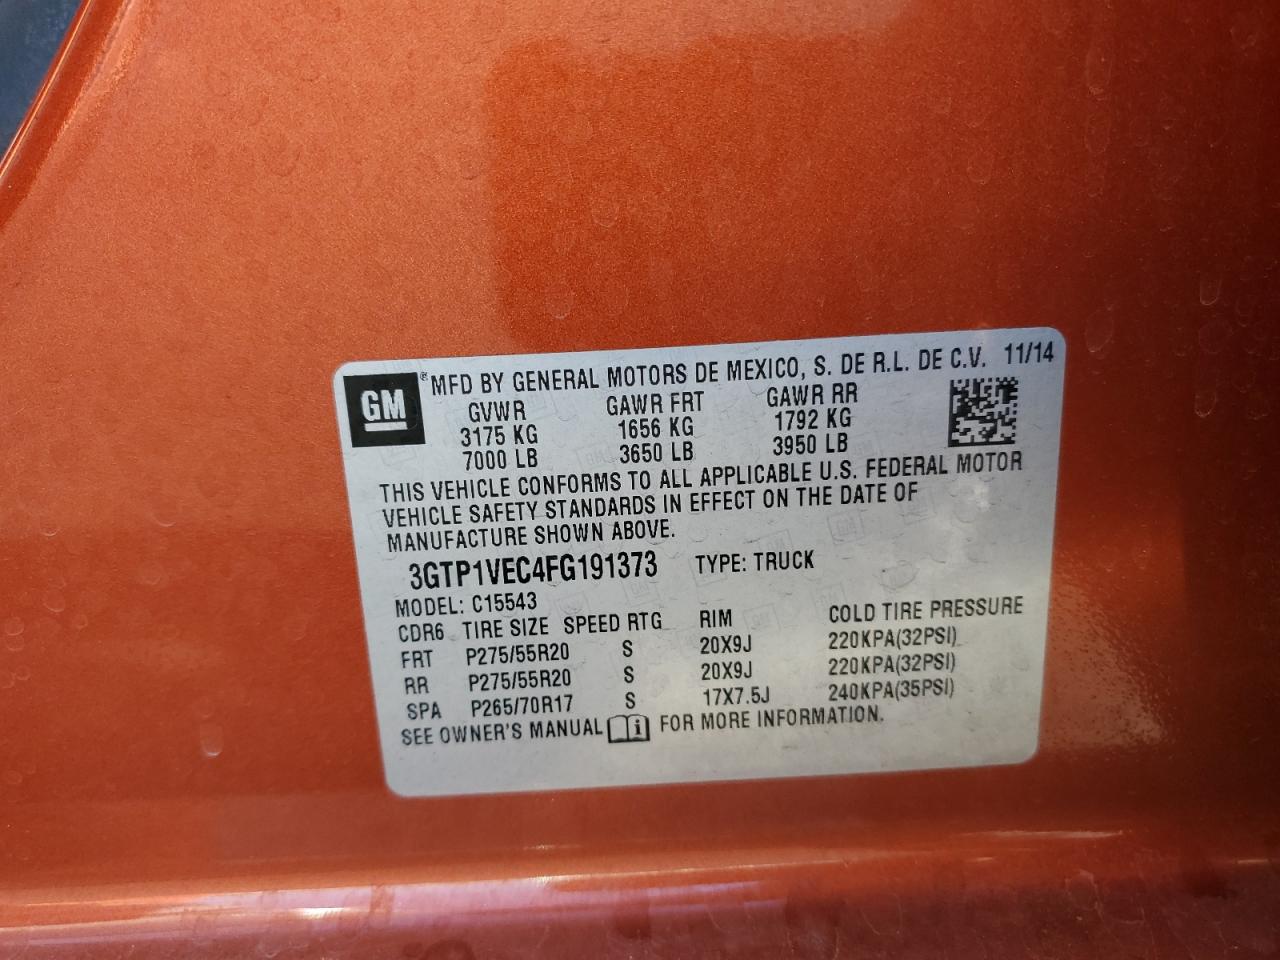 GM ® MFD BY GENERAL MOTORS DE MEXICO, S. DE R.L. DE C.V. 11/14
GVWR GAWR FRT GAWR RR
3175 KG 1656 KG 1792 KG
7000 LB 3650 LB 3950 LB
THIS VEHICLE CONFORMS TO ALL APPLICABLE U.S. FEDERAL MOTOR
VEHICLE SAFETY STANDARDS IN EFFECT ON THE DATE OF
MANUFACTURE SHOWN ABOVE.
3GTP1VEC4FG191373 TYPE: TRUCK
MODEL: C15543
CDR6 TIRE SIZE SPEED RTG RIM COLD TIRE PRESSURE
FRT P275/55R20 S 20X9J 220KPA(32PSI)
RR P275/55R20 S 20X9J 220KPA(32PSI)
SPA P265/70R17 S 17X7.5J 240KPA(35PSI)
SEE OWNER'S MANUAL i FOR MORE INFORMATION.